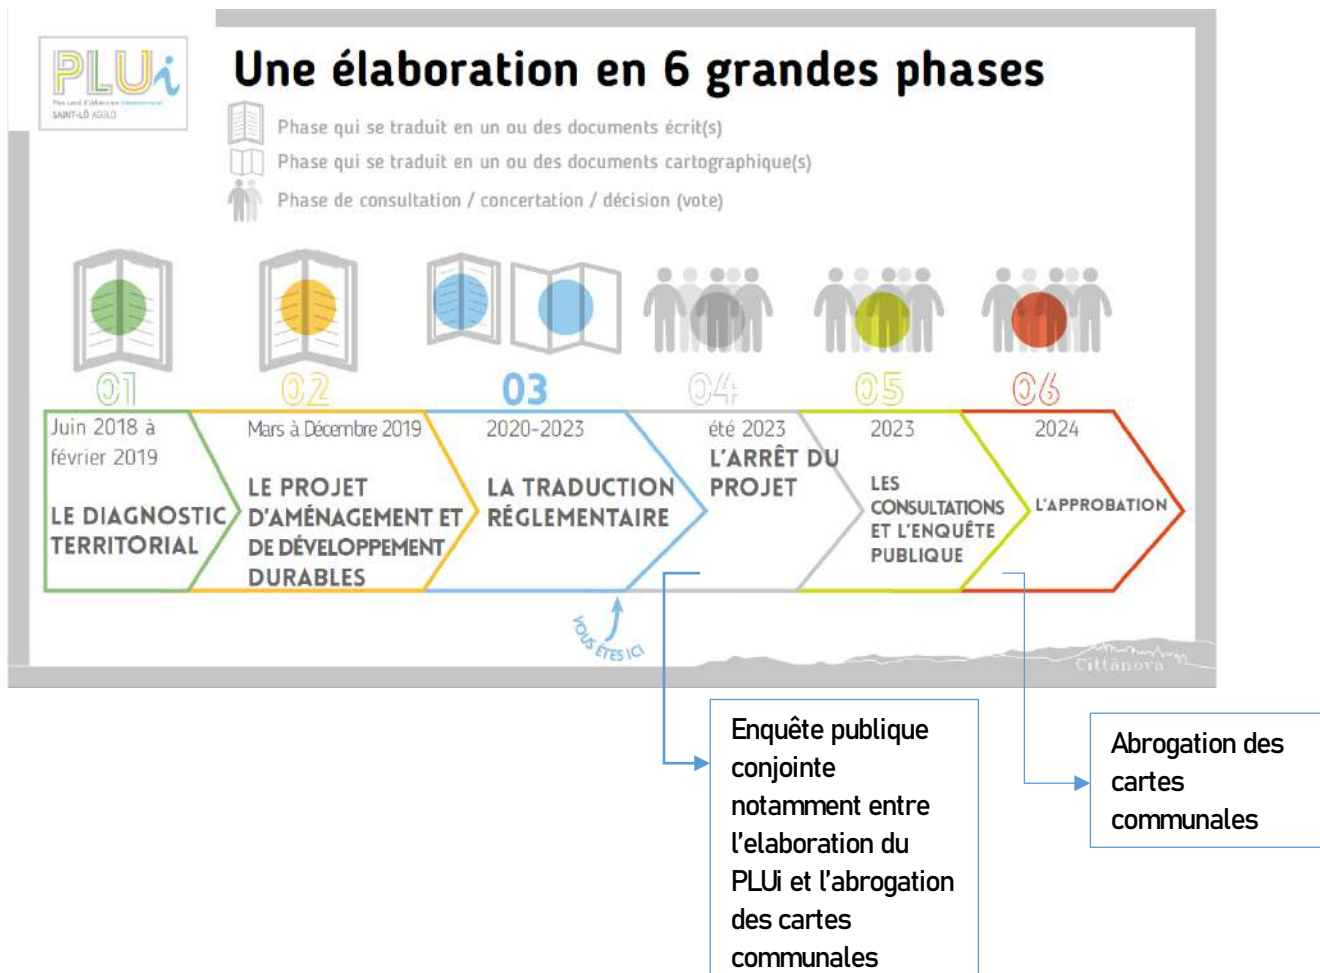 PLUi
Plan Local d'Urbanisme intercommunal
SAINT-LÔ AGGLO
Une élaboration en 6 grandes phases
Phase qui se traduit en un ou des documents écrit(s)
Phase qui se traduit en un ou des documents cartographique(s)
Phase de consultation / concertation / décision (vote)
01
Juin 2018 à
février 2019
LE DIAGNOSTIC
TERRITORIAL
02
Mars à Décembre 2019
LE PROJET
D'AMÉNAGEMENT ET
DE DÉVELOPPEMENT
DURABLES
03
2020-2023
LA TRADUCTION
RÉGLEMENTAIRE
04
été 2023
L'ARRÊT DU
PROJET
05
2023
LES
CONSULTATIONS
ET L'ENQUÊTE
PUBLIQUE
06
2024
L'APPROBATION
VOUS ÊTES ICI
Cittànova
Enquête publique
conjointe
notamment entre
l'elaboration du
PLUi et l'abrogation
des cartes
communales
Abrogation des
cartes
communales